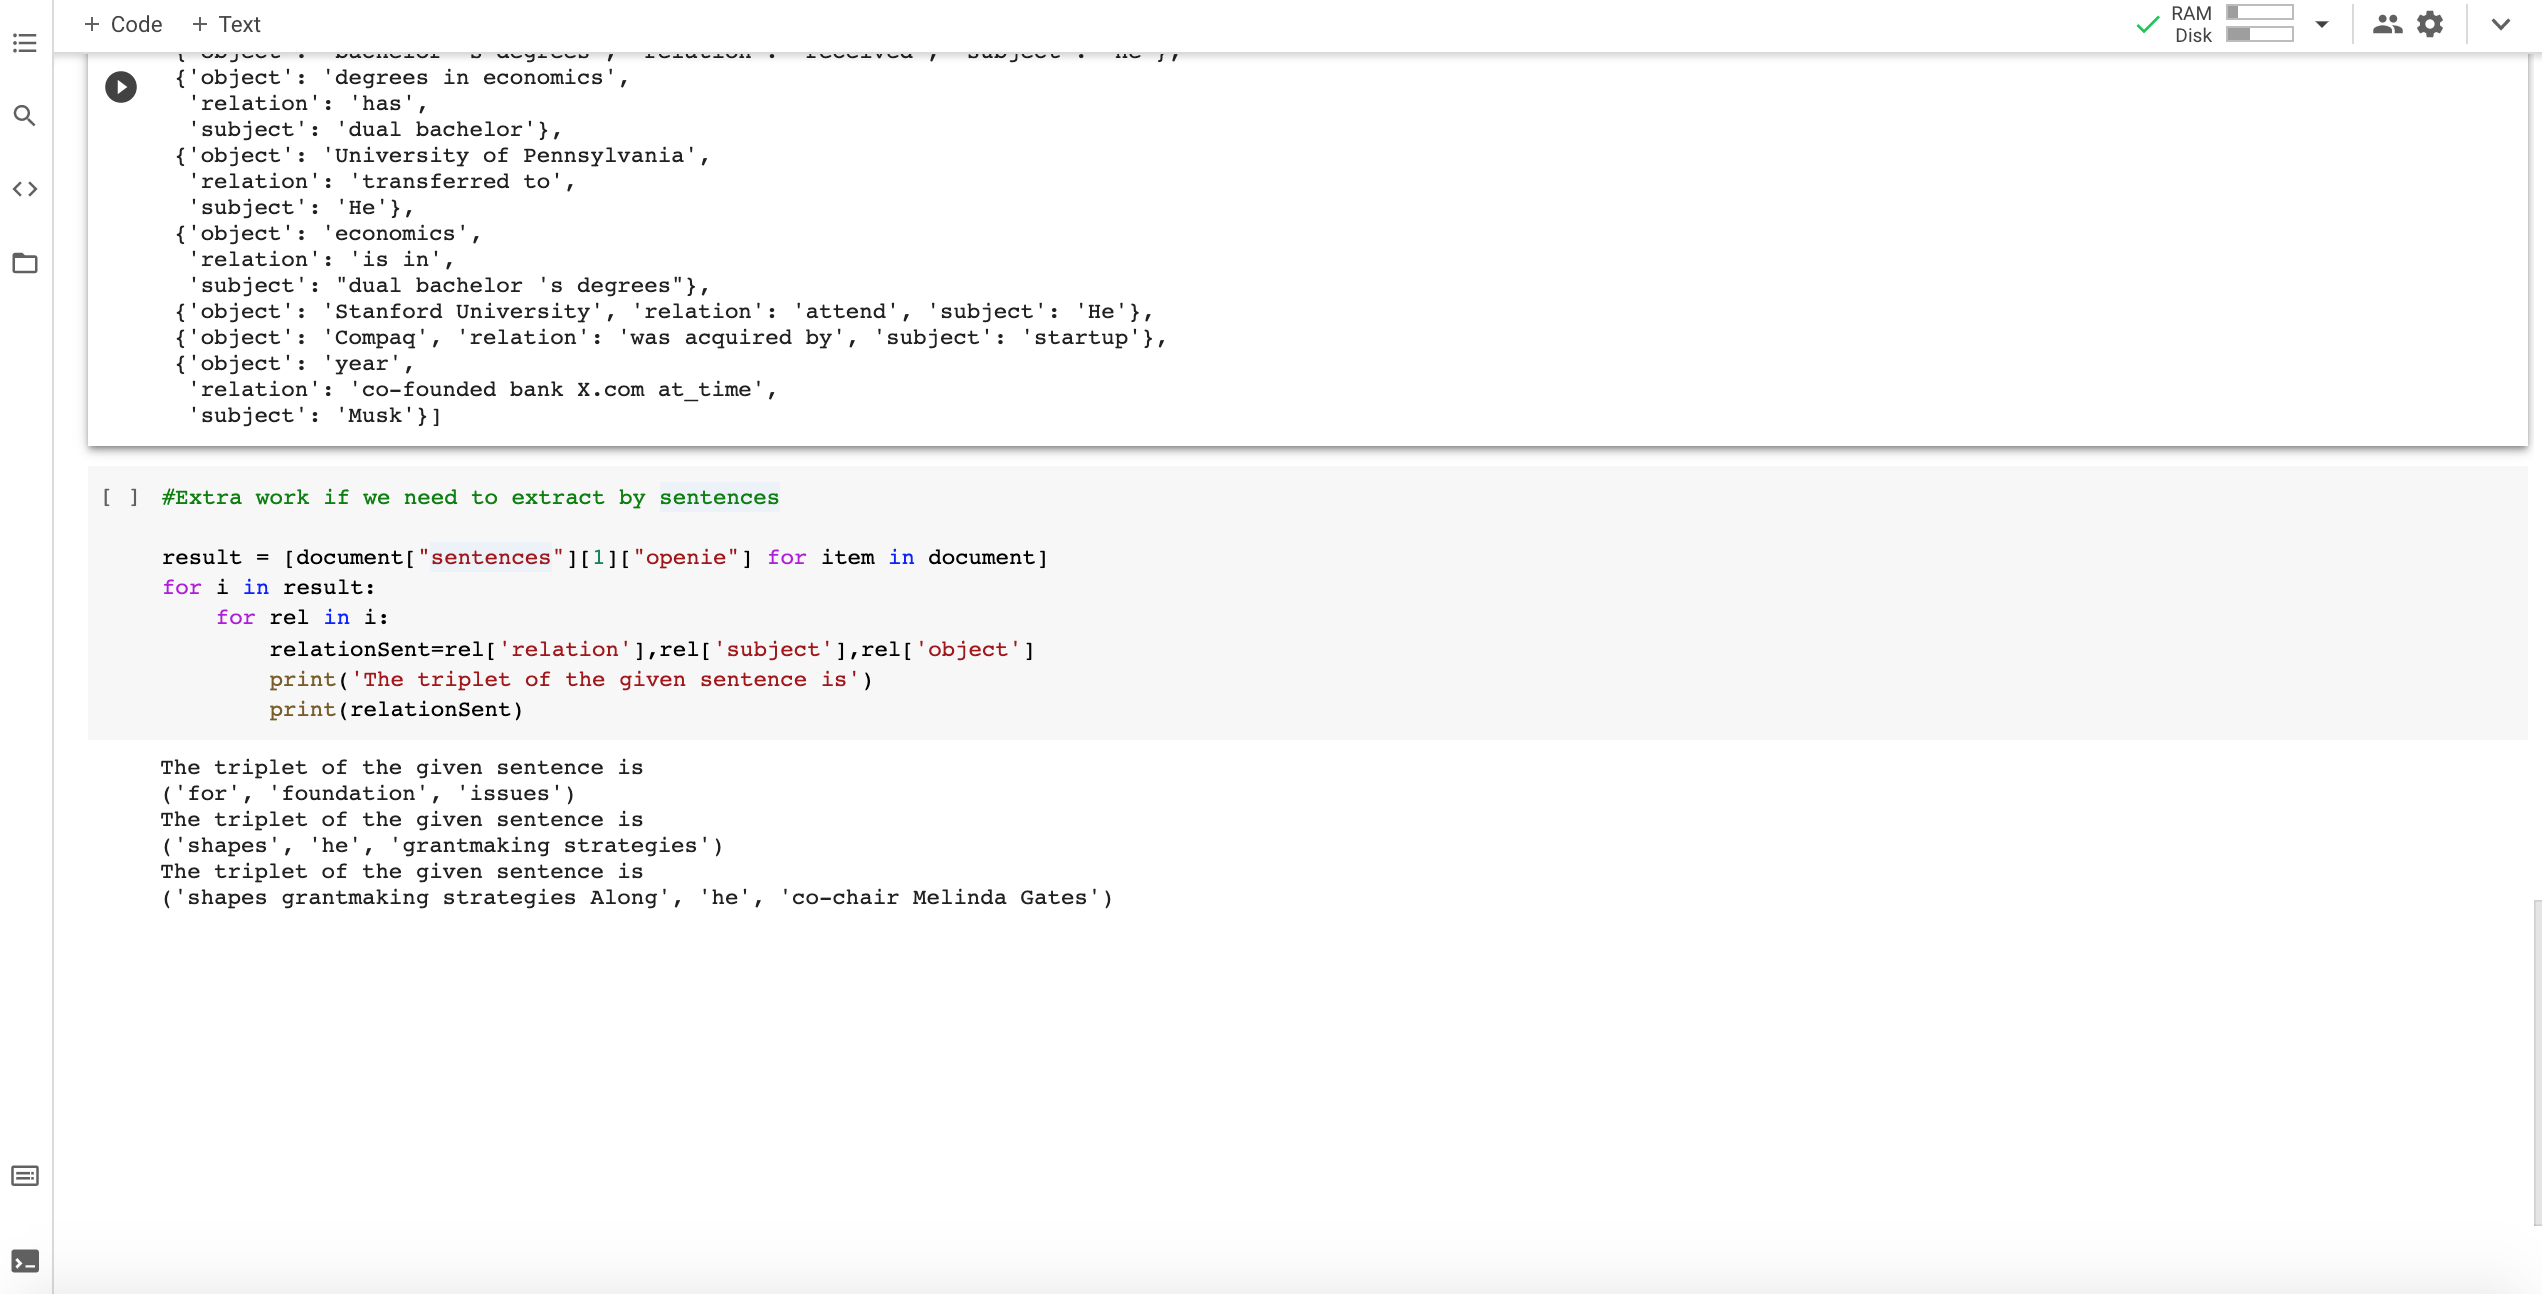 + Code + Text
RAM
Disk
{'object': "bachelor 's degrees", 'relation': 'received', 'subject': 'He'},
{'object': 'degrees in economics',
'relation': 'has',
'subject': 'dual bachelor'},
{'object': 'University of Pennsylvania',
'relation': 'transferred to',
'subject': 'He'},
{'object': 'economics',
'relation': 'is in',
'subject': "dual bachelor 's degrees"},
{'object': 'Stanford University', 'relation': 'attend', 'subject': 'He'},
{'object': 'Compaq', 'relation': 'was acquired by', 'subject': 'startup'},
{'object': 'year',
'relation': 'co-founded bank X.com at_time',
'subject': 'Musk'}]
[ ] #Extra work if we need to extract by sentences
result = [document["sentences"][1]["openie"] for item in document]
for i in result:
for rel in i:
relationSent=rel['relation'],rel['subject'],rel['object']
print('The triplet of the given sentence is')
print(relationSent)
The triplet of the given sentence is
('for', 'foundation', 'issues')
The triplet of the given sentence is
('shapes', 'he', 'grantmaking strategies')
The triplet of the given sentence is
('shapes grantmaking strategies Along', 'he', 'co-chair Melinda Gates')